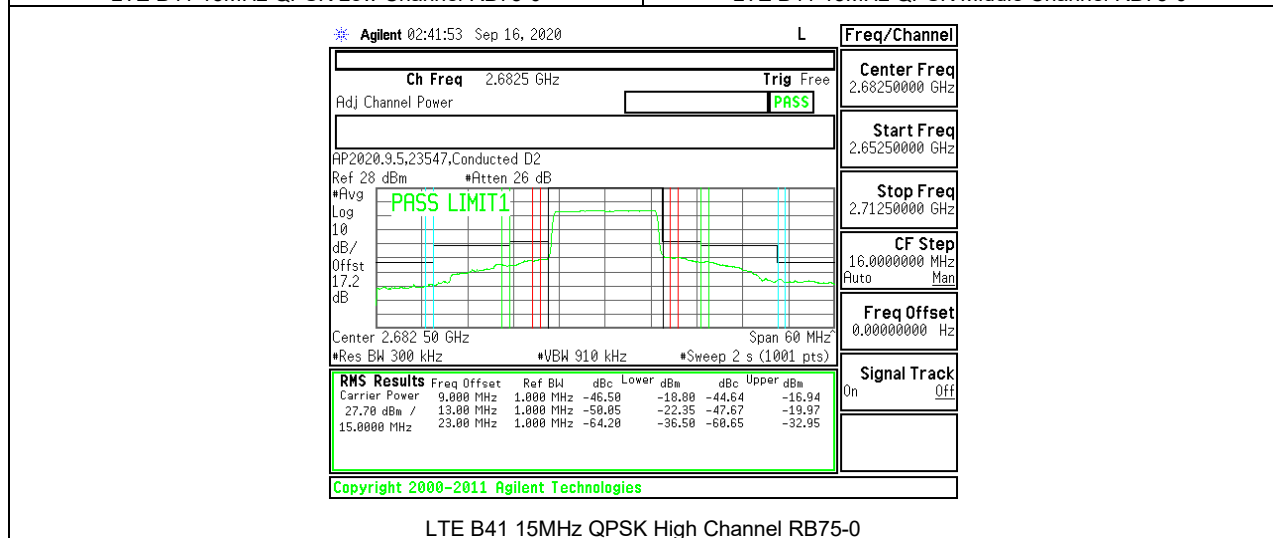 Agilent 02:41:53 Sep 16, 2020 L Freq/Channel
Ch Freq 2.6825 GHz Trig Free
Adj Channel Power PASS
AP2020.9.5,23547,Conducted D2
Ref 28 dBm #Atten 26 dB
#Avg
Log
10
dB/
Offst
17.2
dB
PASS LIMIT1
Center 2.682 50 GHz Span 60 MHz^
#Res BW 300 kHz #VBW 910 kHz #Sweep 2 s (1001 pts)
RMS Results Freq Offset Ref BW dBc Lower dBm dBc Upper dBm
Carrier Power 9.000 MHz 1.000 MHz -46.50 -18.80 -44.64 -16.94
27.70 dBm / 13.00 MHz 1.000 MHz -50.05 -22.35 -47.67 -19.97
15.0000 MHz 23.00 MHz 1.000 MHz -64.20 -36.50 -60.65 -32.95
Copyright 2000-2011 Agilent Technologies
Center Freq
2.68250000 GHz
Start Freq
2.65250000 GHz
Stop Freq
2.71250000 GHz
CF Step
16.0000000 MHz
Auto Man
Freq Offset
0.00000000 Hz
Signal Track
On Off
LTE B41 15MHz QPSK High Channel RB75-0